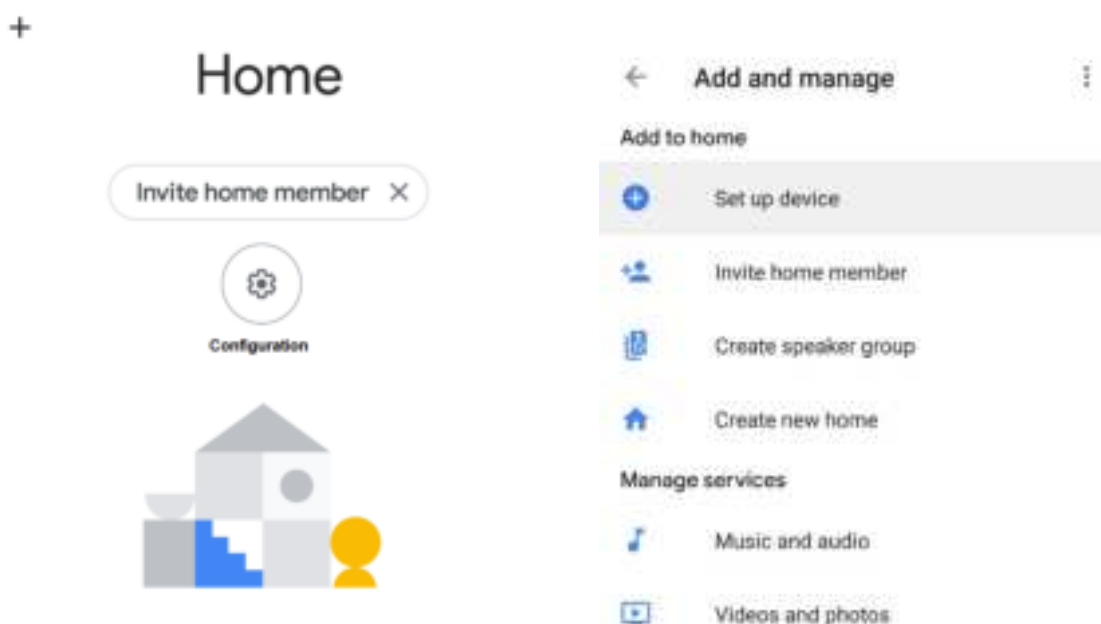 +
Home
Invite home member ×
Configuration
Add and manage
Add to home
Set up device
Invite home member
Create speaker group
Create new home
Manage services
Music and audio
Videos and photos